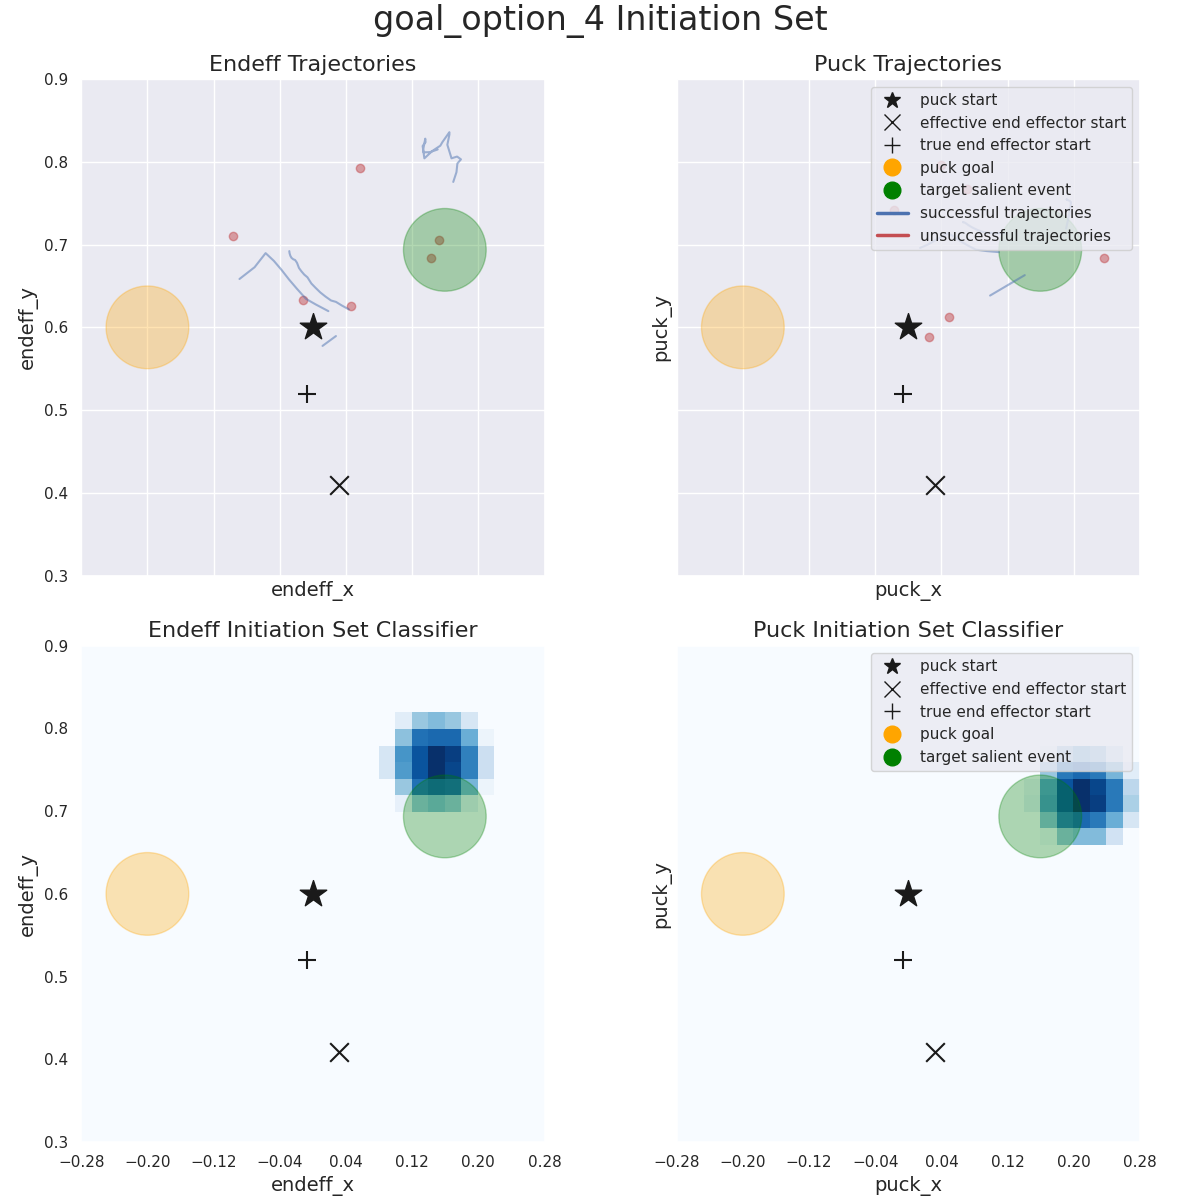 goal_option_4 Initiation Set
Endeff Trajectories
Puck Trajectories
0.9
0.8
0.7
0.6
0.5
0.4
0.3
endeff_y
endeff_x
puck_y
puck_x
puck start
effective end effector start
true end effector start
puck goal
target salient event
successful trajectories
unsuccessful trajectories
Endeff Initiation Set Classifier
Puck Initiation Set Classifier
0.9
0.8
0.7
0.6
0.5
0.4
0.3
endeff_y
−0.28 −0.20 −0.12 −0.04 0.04 0.12 0.20 0.28
endeff_x
puck_y
puck start
effective end effector start
true end effector start
puck goal
target salient event
−0.28 −0.20 −0.12 −0.04 0.04 0.12 0.20 0.28
puck_x